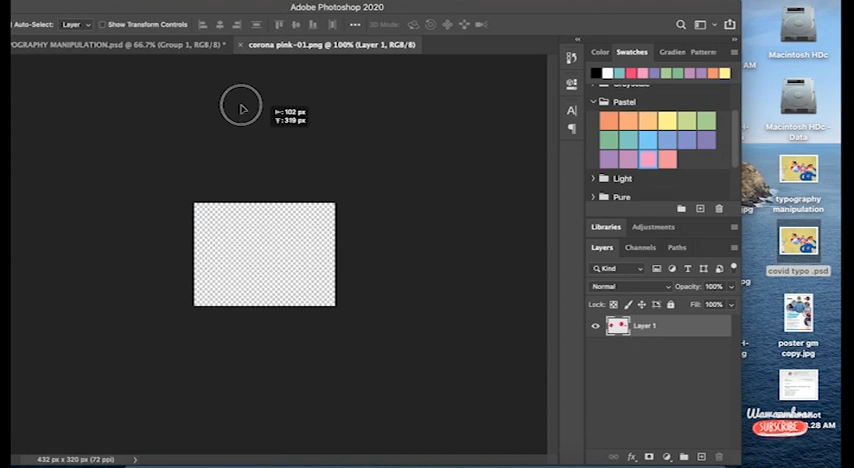 Adobe Photoshop 2020
Auto-Select: Layer Show Transform Controls
3D Mode:
POGRAPHY MANIPULATION.psd @ 66.7% (Group 1, RGB/8) *
× corona pink-01.png @ 100% (Layer 1, RGB/8)
102 px
319 px
Color Swatches Gradien Pattern:
Pastel
Light
Pure
Libraries Adjustments
Layers Channels Paths
Kind
Normal Opacity: 100%
Lock: Fill: 100%
Layer 1
fx
432 px x 320 px (72 ppi)
Macintosh HDc
AM
Macintosh HDc -
Data
typography
manipulation
covid typo .psd
poster gm
copy.jpg
SUBSCRIBE
.28 AM